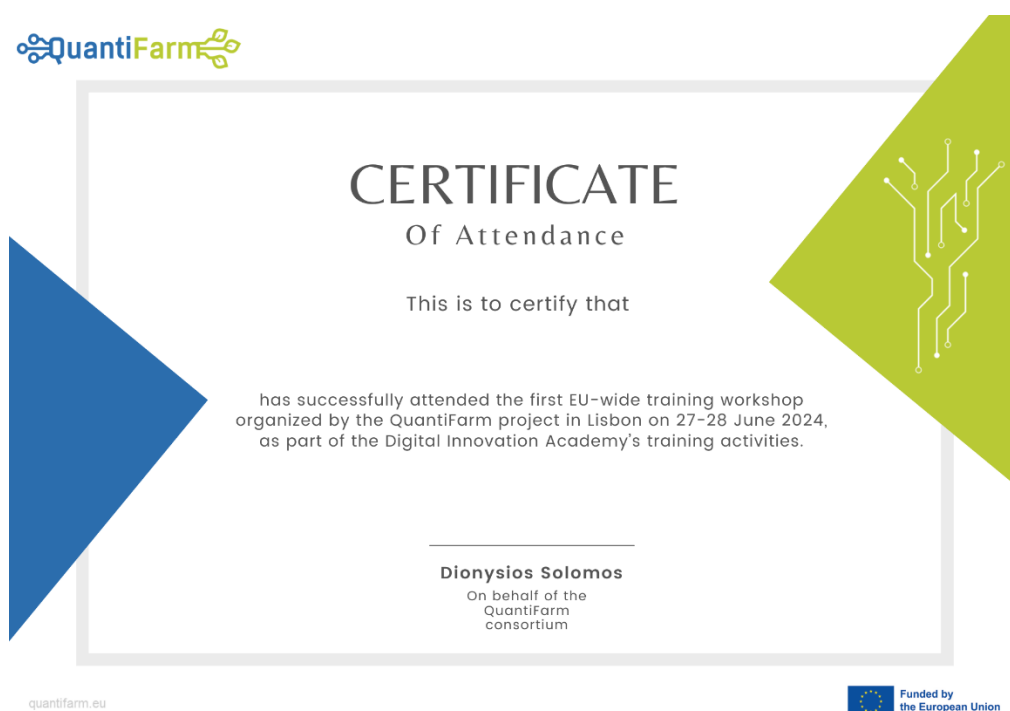 QuantiFarm
CERTIFICATE
Of Attendance
This is to certify that
has successfully attended the first EU-wide training workshop
organized by the QuantiFarm project in Lisbon on 27-28 June 2024,
as part of the Digital Innovation Academy's training activities.
Dionysios Solomos
On behalf of the
QuantiFarm
consortium
quantifarm.eu
Funded by
the European Union